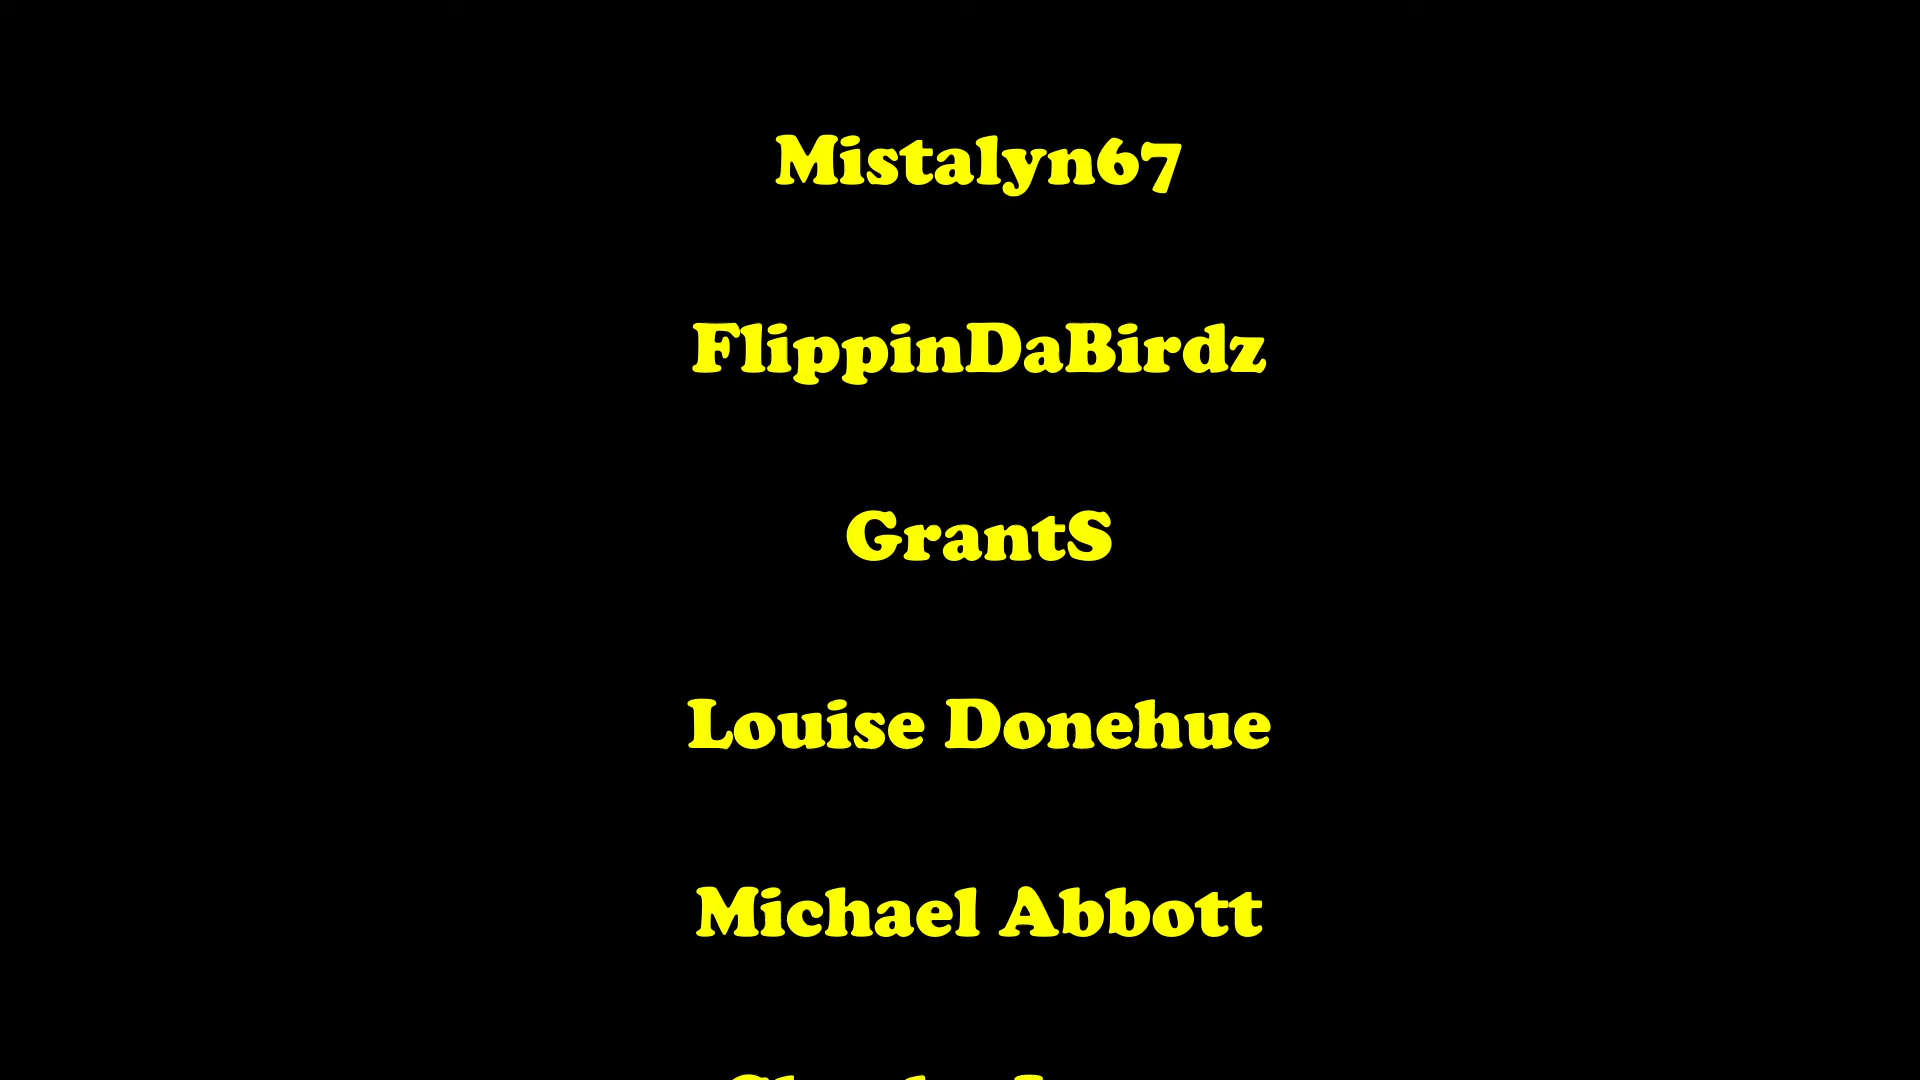 Mistalyn67
FlippinDaBirdz
GrantS
Louise Donehue
Michael Abbott